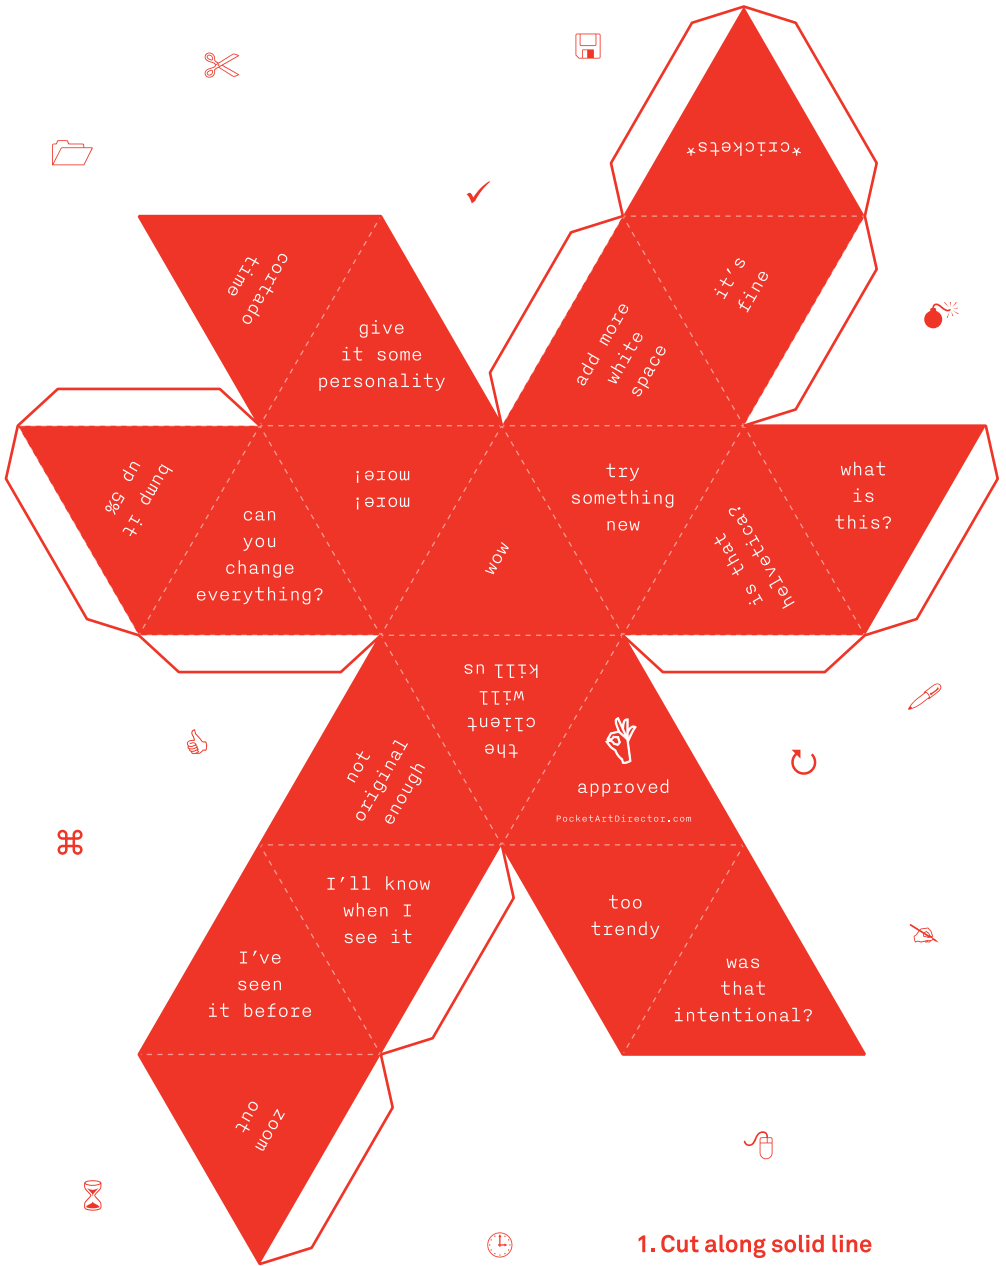 *crickets*
cortado
time
it's
fine
give
it some
personality
add more
white
space
bump it
up 5%
can
you
change
everything?
more!
more!
wow
try
something
new
is that
helvetica?
what
is
this?
the
client
will
kill us
not
original
enough
approved
PocketArtDirector.com
I'll know
when I
see it
too
trendy
I've
seen
it before
was
that
intentional?
zoom
out
1. Cut along solid line